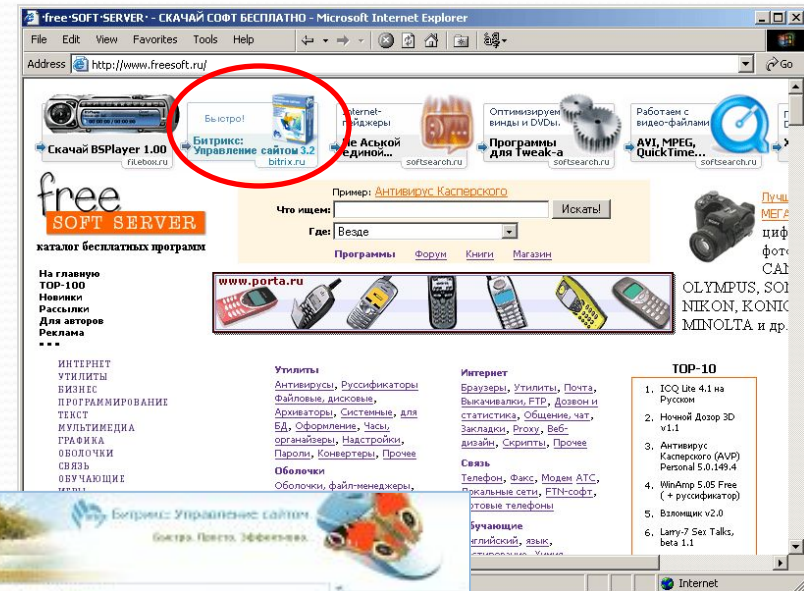 ·free·SOFT·SERVER· - СКАЧАЙ СОФТ БЕСПЛАТНО - Microsoft Internet Explorer
File Edit View Favorites Tools Help
Address http://www.freesoft.ru/ Go
Скачай BSPlayer 1.00
filebox.ru
Быстро!
Битрикс:
Управление сайтом 3.2
bitrix.ru
Internet-
пейджеры
Не Аськой
единой...
softsearch.ru
Оптимизируем
винды и DVDы.
Программы
для Tweak-а
softsearch.ru
Работаем с
видео-файлами
AVI, MPEG,
QuickTime...
softsearch.ru
free
SOFT SERVER
каталог бесплатных программ
Пример: Антивирус Касперского
Что ищем: Искать!
Где: Везде
Программы Форум Книги Магазин
На главную
TOP-100
Новинки
Рассылки
Для авторов
Реклама
www.porta.ru
OLYMPUS,
NIKON,
MINOLTA и др.
ИНТЕРНЕТ
УТИЛИТЫ
БИЗНЕС
ПРОГРАММИРОВАНИЕ
ТЕКСТ
МУЛЬТИМЕДИА
ГРАФИКА
ОБОЛОЧКИ
СВЯЗЬ
ОБУЧАЮЩИЕ
Утилиты
Антивирусы, Руссификаторы
Файловые, дисковые,
Архиваторы, Системные, для
БД, Оформление, Часы,
органайзеры, Надстройки,
Пароли, Конвертеры, Прочее
Оболочки
Оболочки, файл-менеджеры,
Интернет
Браузеры, Утилиты, Почта,
Выкачивалки, FTP, Дозвон и
статистика, Общение, чат,
Закладки, Proxy, Веб-
дизайн, Скрипты, Прочее
Связь
Телефон, Факс, Модем АТС,
сети, FTN-софт,
телефоны
язык,
TOP-10
1. ICQ Lite 4.1 на
Русском
2. Ночной Дозор 3D
v1.1
3. Антивирус
Касперского (AVP)
Personal 5.0.149.4
4. WinAmp 5.05 Free
( + руссификатор)
5. Взломщик v2.0
6. Larry-7 Sex Talks,
beta 1.1
Битрикс: Управление сайтом
Быстро. Просто. Эффективно.
Internet